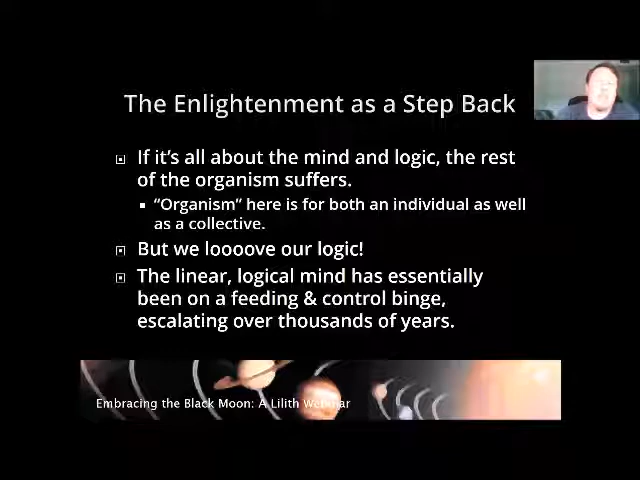 The Enlightenment as a Step Back
If it's all about the mind and logic, the rest
of the organism suffers.
"Organism" here is for both an individual as well
as a collective.
But we loooove our logic!
The linear, logical mind has essentially
been on a feeding & control binge,
escalating over thousands of years.
Embracing the Black Moon: A Lilith Webinar